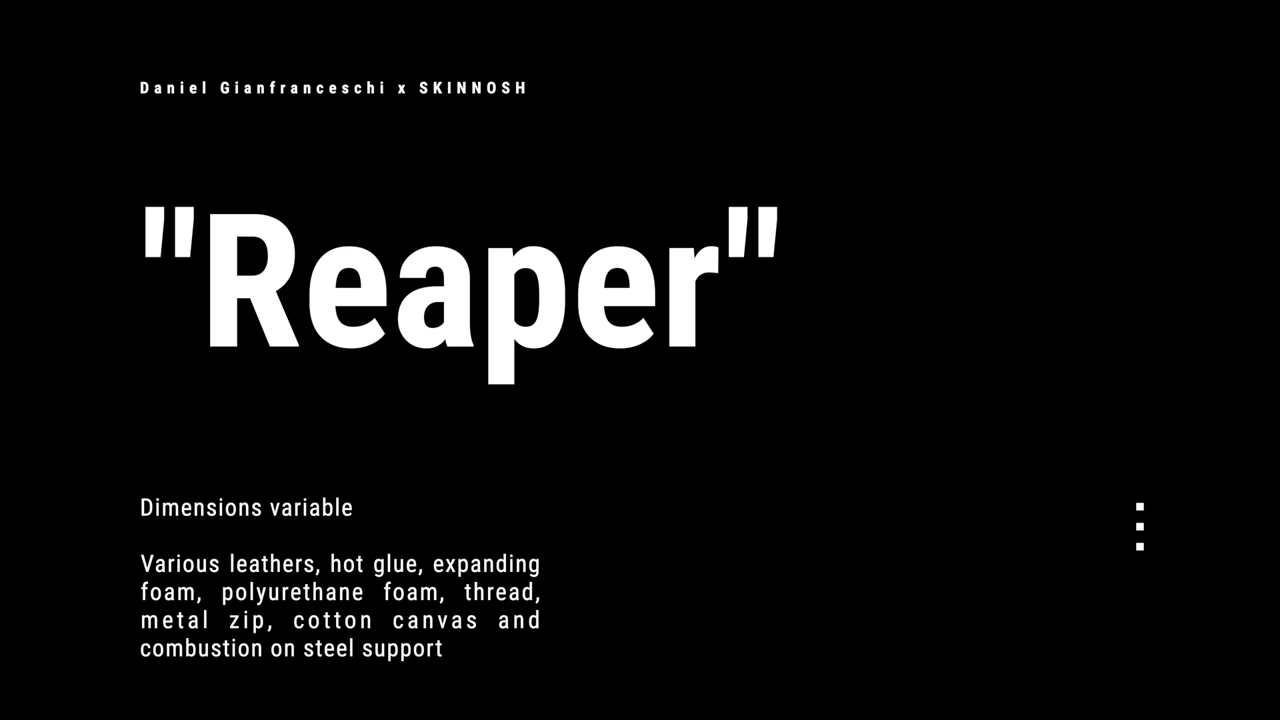 Daniel Gianfranceschi x SKINNOSH
"Reaper"
Dimensions variable
Various leathers, hot glue, expanding
foam, polyurethane foam, thread,
metal zip, cotton canvas and
combustion on steel support